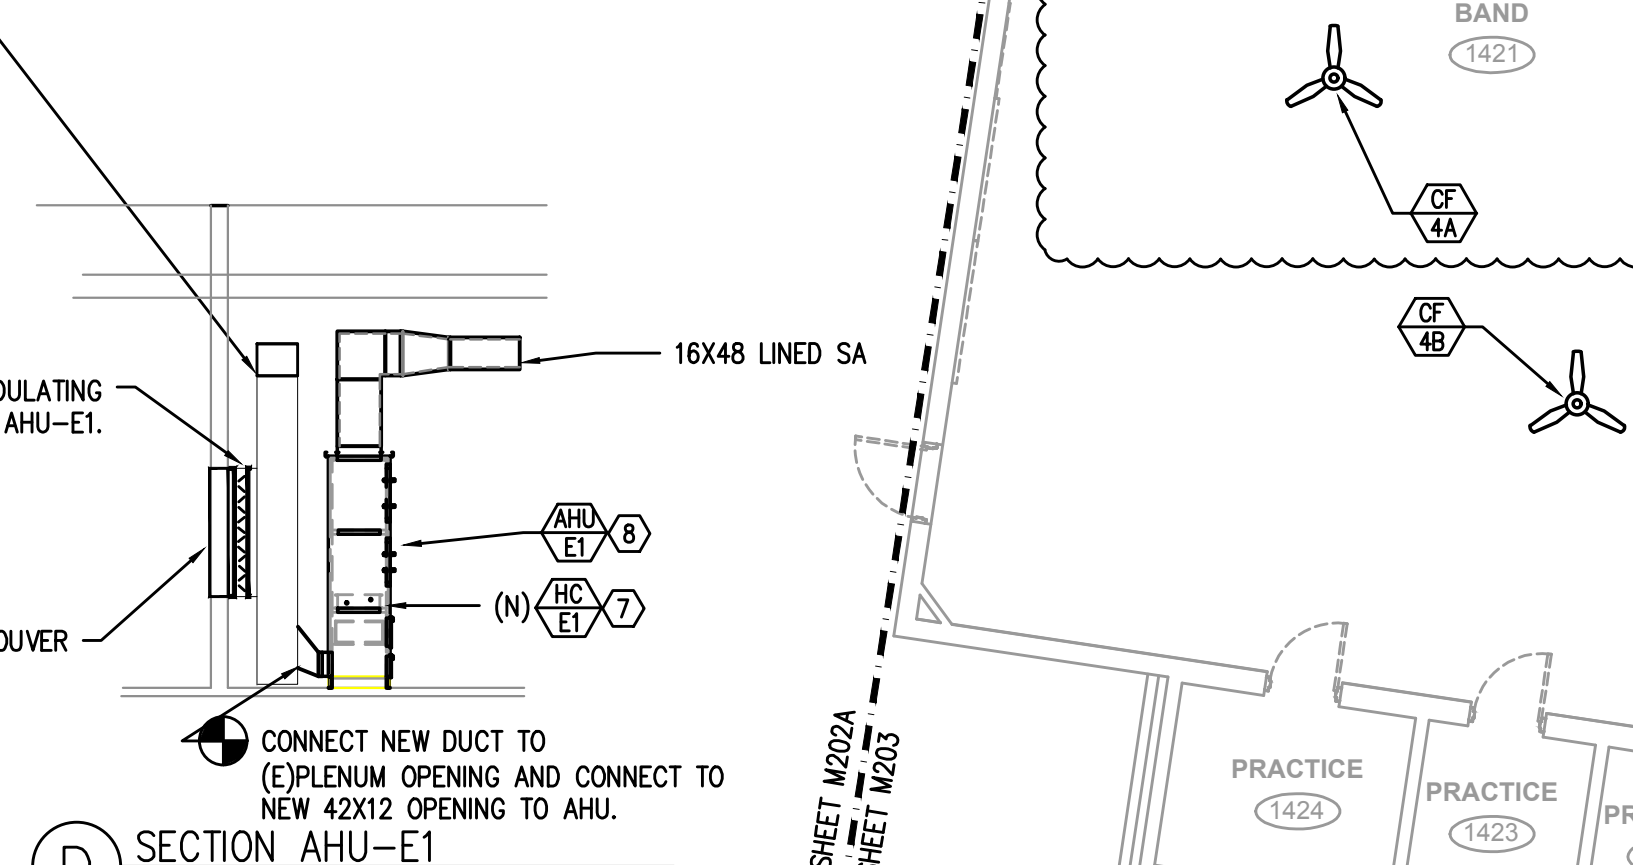 BAND
1421
CF
4A
CF
4B
16X48 LINED SA
AHU-E1.
AHU
E1
8
(N)
HC
E1
7
CONNECT NEW DUCT TO
(E)PLENUM OPENING AND CONNECT TO
NEW 42X12 OPENING TO AHU.
SECTION AHU-E1
SHEET M202A
SHEET M203
PRACTICE
1424
PRACTICE
1423